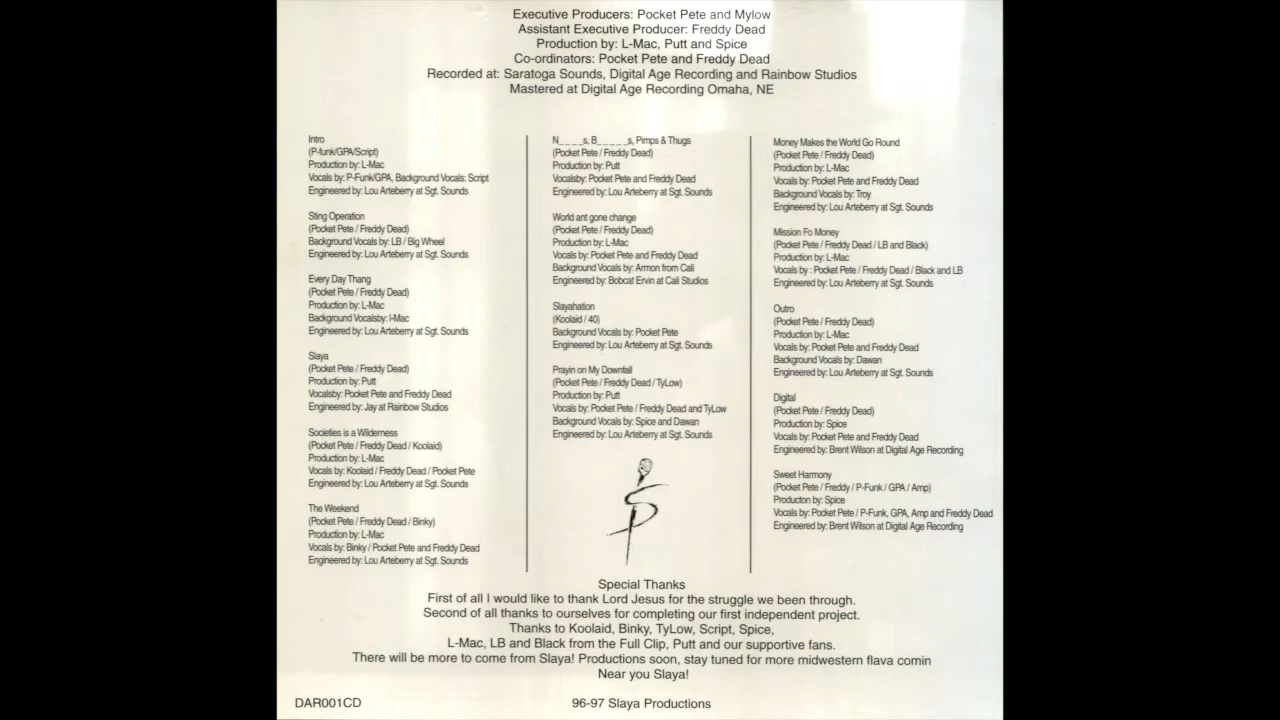 Executive Producers: Pocket Pete and Mylow
Assistant Executive Producer: Freddy Dead
Production by: L-Mac, Putt and Spice
Co-ordinators: Pocket Pete and Freddy Dead
Recorded at: Saratoga Sounds, Digital Age Recording and Rainbow Studios
Mastered at Digital Age Recording Omaha, NE
Intro
(P-funk/GPA/Script)
Production by: L-Mac
Vocals by: P-Funk/GPA, Background Vocals: Script
Engineered by: Lou Arteberry at Sgt. Sounds
Sting Operation
(Pocket Pete / Freddy Dead)
Background Vocals by: LB / Big Wheel
Engineered by: Lou Arteberry at Sgt. Sounds
Every Day Thang
(Pocket Pete / Freddy Dead)
Production by: L-Mac
Background Vocalsby: l-Mac
Engineered by: Lou Arteberry at Sgt. Sounds
Slaya
(Pocket Pete / Freddy Dead)
Production by: Putt
Vocalsby: Pocket Pete and Freddy Dead
Engineered by: Jay at Rainbow Studios
Societies is a Wilderness
(Pocket Pete / Freddy Dead / Koolaid)
Production by: L-Mac
Vocals by: Koolaid / Freddy Dead / Pocket Pete
Engineered by: Lou Arteberry at Sgt. Sounds
The Weekend
(Pocket Pete / Freddy Dead / Binky)
Production by: L-Mac
Vocals by: Binky / Pocket Pete and Freddy Dead
Engineered by: Lou Arteberry at Sgt. Sounds
N_ _ _ _s, B_ _ _ _ _s, Pimps & Thugs
(Pocket Pete / Freddy Dead)
Production by: Putt
Vocalsby: Pocket Pete and Freddy Dead
Engineered by: Lou Arteberry at Sgt. Sounds
World ant gone change
(Pocket Pete / Freddy Dead)
Production by: L-Mac
Vocals by: Pocket Pete and Freddy Dead
Background Vocals by: Armon from Cali
Engineered by: Bobcat Ervin at Cali Studios
Slayahation
(Koolaid / 40)
Background Vocals by: Pocket Pete
Engineered by: Lou Arteberry at Sgt. Sounds
Prayin on My Downfall
(Pocket Pete / Freddy Dead / TyLow)
Production by: Putt
Vocals by: Pocket Pete / Freddy Dead and TyLow
Background Vocals by: Spice and Dawan
Engineered by: Lou Arteberry at Sgt. Sounds
Money Makes the World Go Round
(Pocket Pete / Freddy Dead)
Production by: L-Mac
Vocals by: Pocket Pete and Freddy Dead
Background Vocals by: Troy
Engineered by: Lou Arteberry at Sgt. Sounds
Mission Fo Money
(Pocket Pete / Freddy Dead / LB and Black)
Production by: L-Mac
Vocals by : Pocket Pete / Freddy Dead / Black and LB
Engineered by: Lou Arteberry at Sgt. Sounds
Outro
(Pocket Pete / Freddy Dead)
Production by: L-Mac
Vocals by: Pocket Pete and Freddy Dead
Background Vocals by: Dawan
Engineered by: Lou Arteberry at Sgt. Sounds
Digital
(Pocket Pete / Freddy Dead)
Production by: Spice
Vocals by: Pocket Pete and Freddy Dead
Engineered by: Brent Wilson at Digital Age Recording
Sweet Harmony
(Pocket Pete / Freddy / P-Funk / GPA / Amp)
Producton by: Spice
Vocals by: Pocket Pete / P-Funk, GPA, Amp and Freddy Dead
Engineered by: Brent Wilson at Digital Age Recording
SP
Special Thanks
First of all I would like to thank Lord Jesus for the struggle we been through.
Second of all thanks to ourselves for completing our first independent project.
Thanks to Koolaid, Binky, TyLow, Script, Spice,
L-Mac, LB and Black from the Full Clip, Putt and our supportive fans.
There will be more to come from Slaya! Productions soon, stay tuned for more midwestern flava comin
Near you Slaya!
DAR001CD
96-97 Slaya Productions